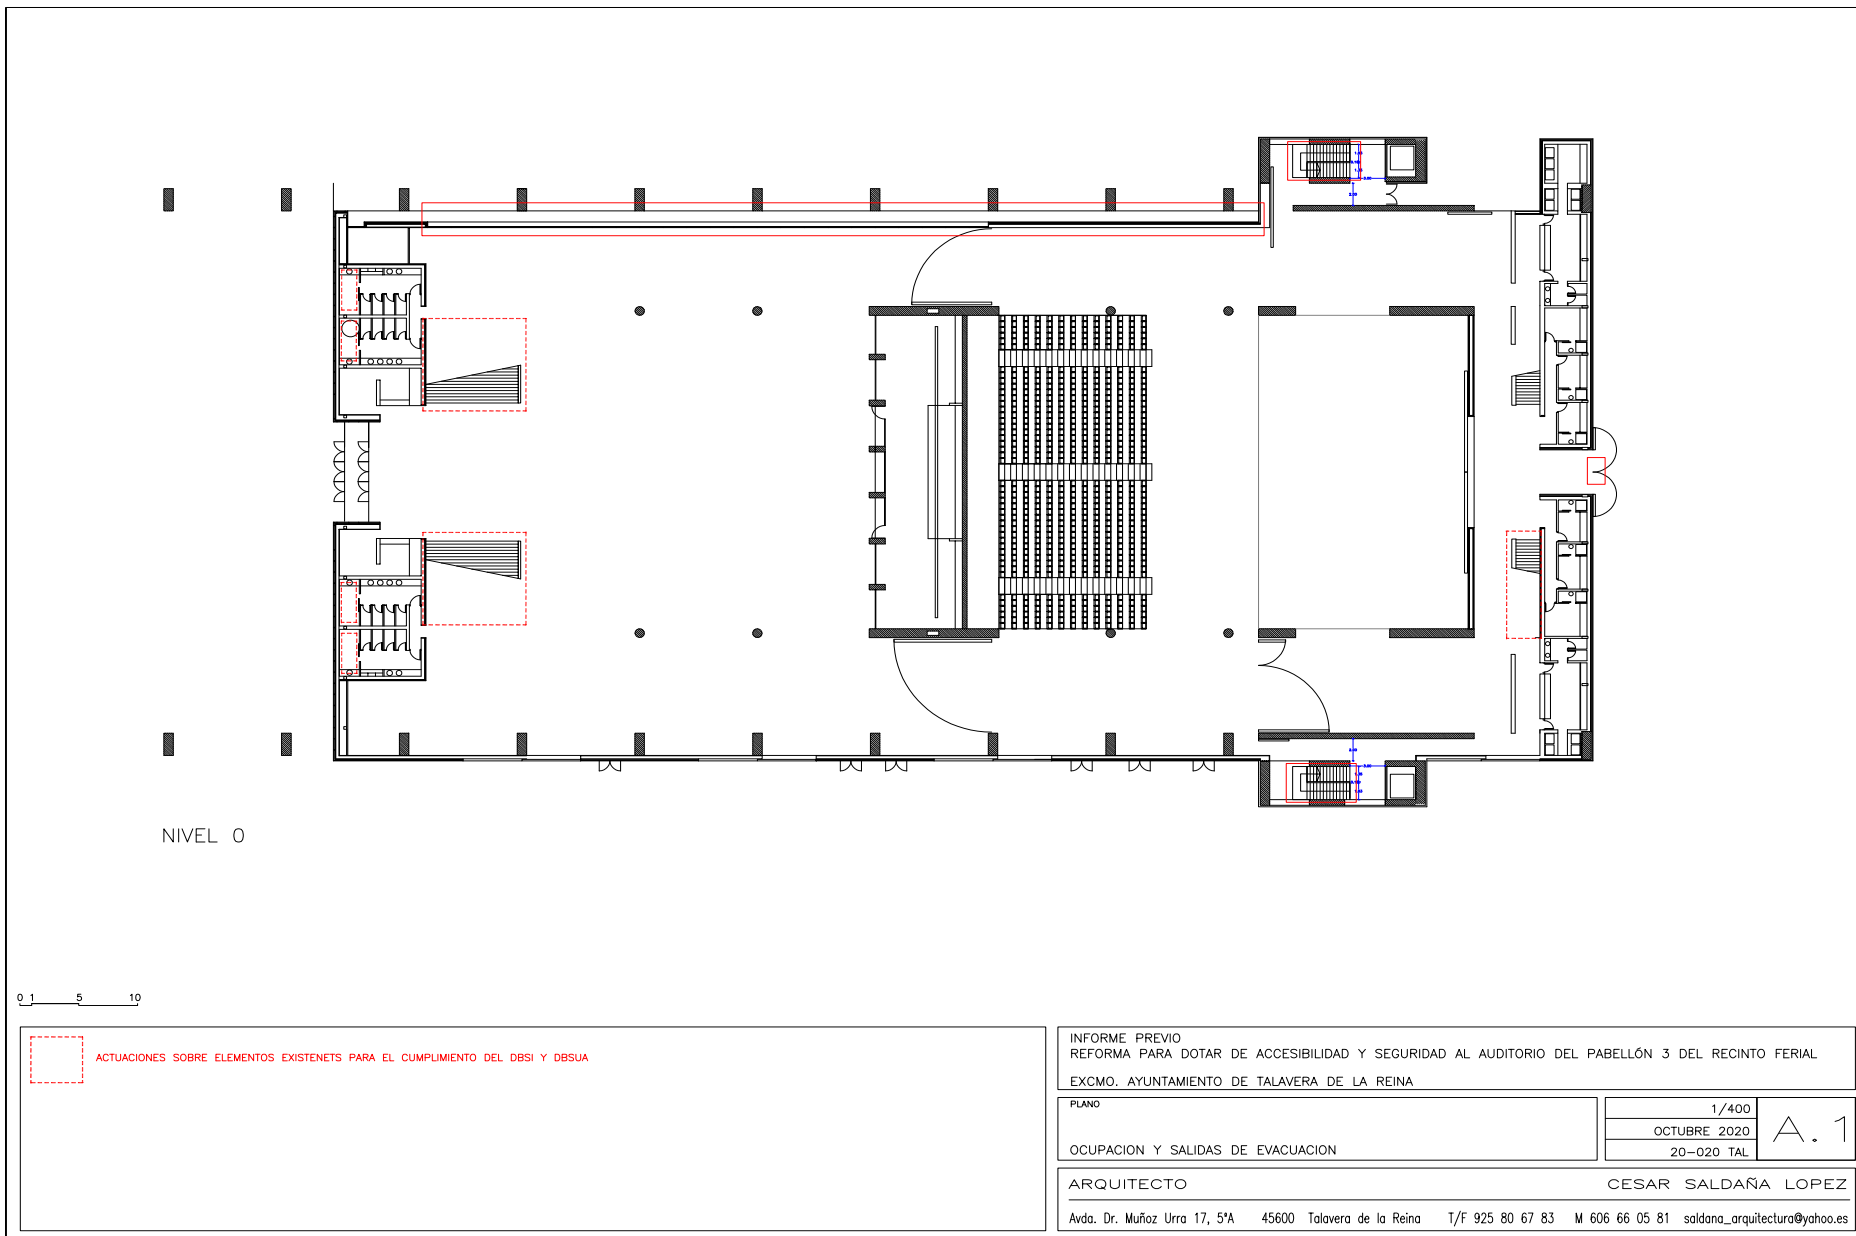 NIVEL 0
0 1 5 10
ACTUACIONES SOBRE ELEMENTOS EXISTENETS PARA EL CUMPLIMIENTO DEL DBSI Y DBSUA
INFORME PREVIO
REFORMA PARA DOTAR DE ACCESIBILIDAD Y SEGURIDAD AL AUDITORIO DEL PABELLÓN 3 DEL RECINTO FERIAL
EXCMO. AYUNTAMIENTO DE TALAVERA DE LA REINA
PLANO
OCUPACION Y SALIDAS DE EVACUACION
1/400
OCTUBRE 2020
20-020 TAL
A. 1
ARQUITECTO CESAR SALDAÑA LOPEZ
Avda. Dr. Muñoz Urra 17, 5ºA 45600 Talavera de la Reina T/F 925 80 67 83 M 606 66 05 81 saldana_arquitectura@yahoo.es